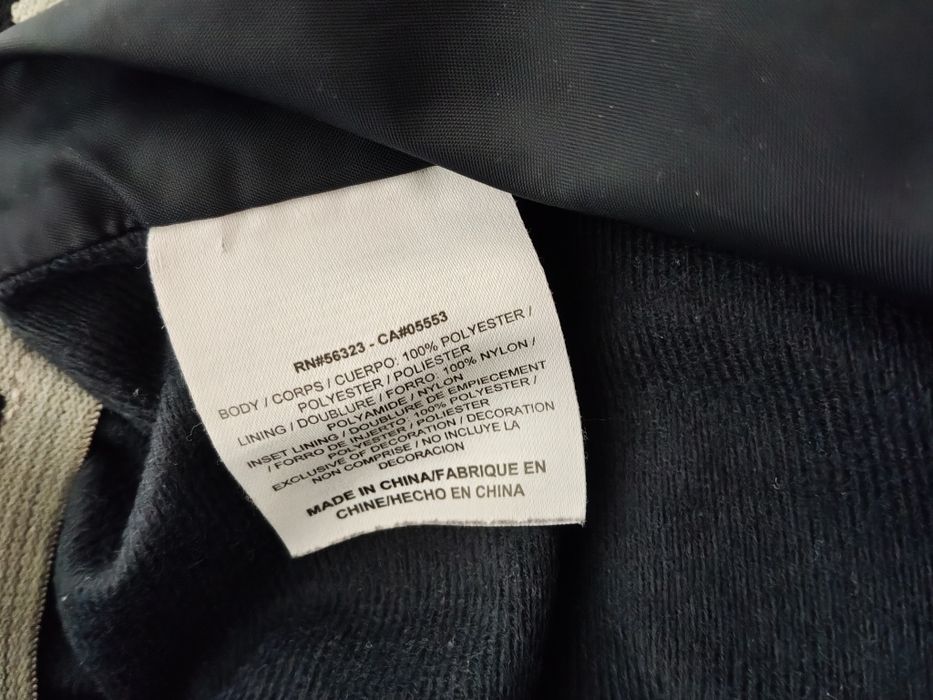 RN#56323 - CA#05553
BODY / CORPS / CUERPO: 100% POLYESTER /
POLYESTER / POLIESTER
LINING / DOUBLURE / FORRO: 100% NYLON /
POLYAMIDE / NYLON
INSET LINING / DOUBLURE DE EMPIECEMENT
/ FORRO DE INJERTO: 100% POLYESTER /
POLYESTER / POLIESTER
EXCLUSIVE OF DECORATION / DECORATION
NON COMPRISE / NO INCLUYE LA
DECORACION
MADE IN CHINA/FABRIQUE EN
CHINE/HECHO EN CHINA